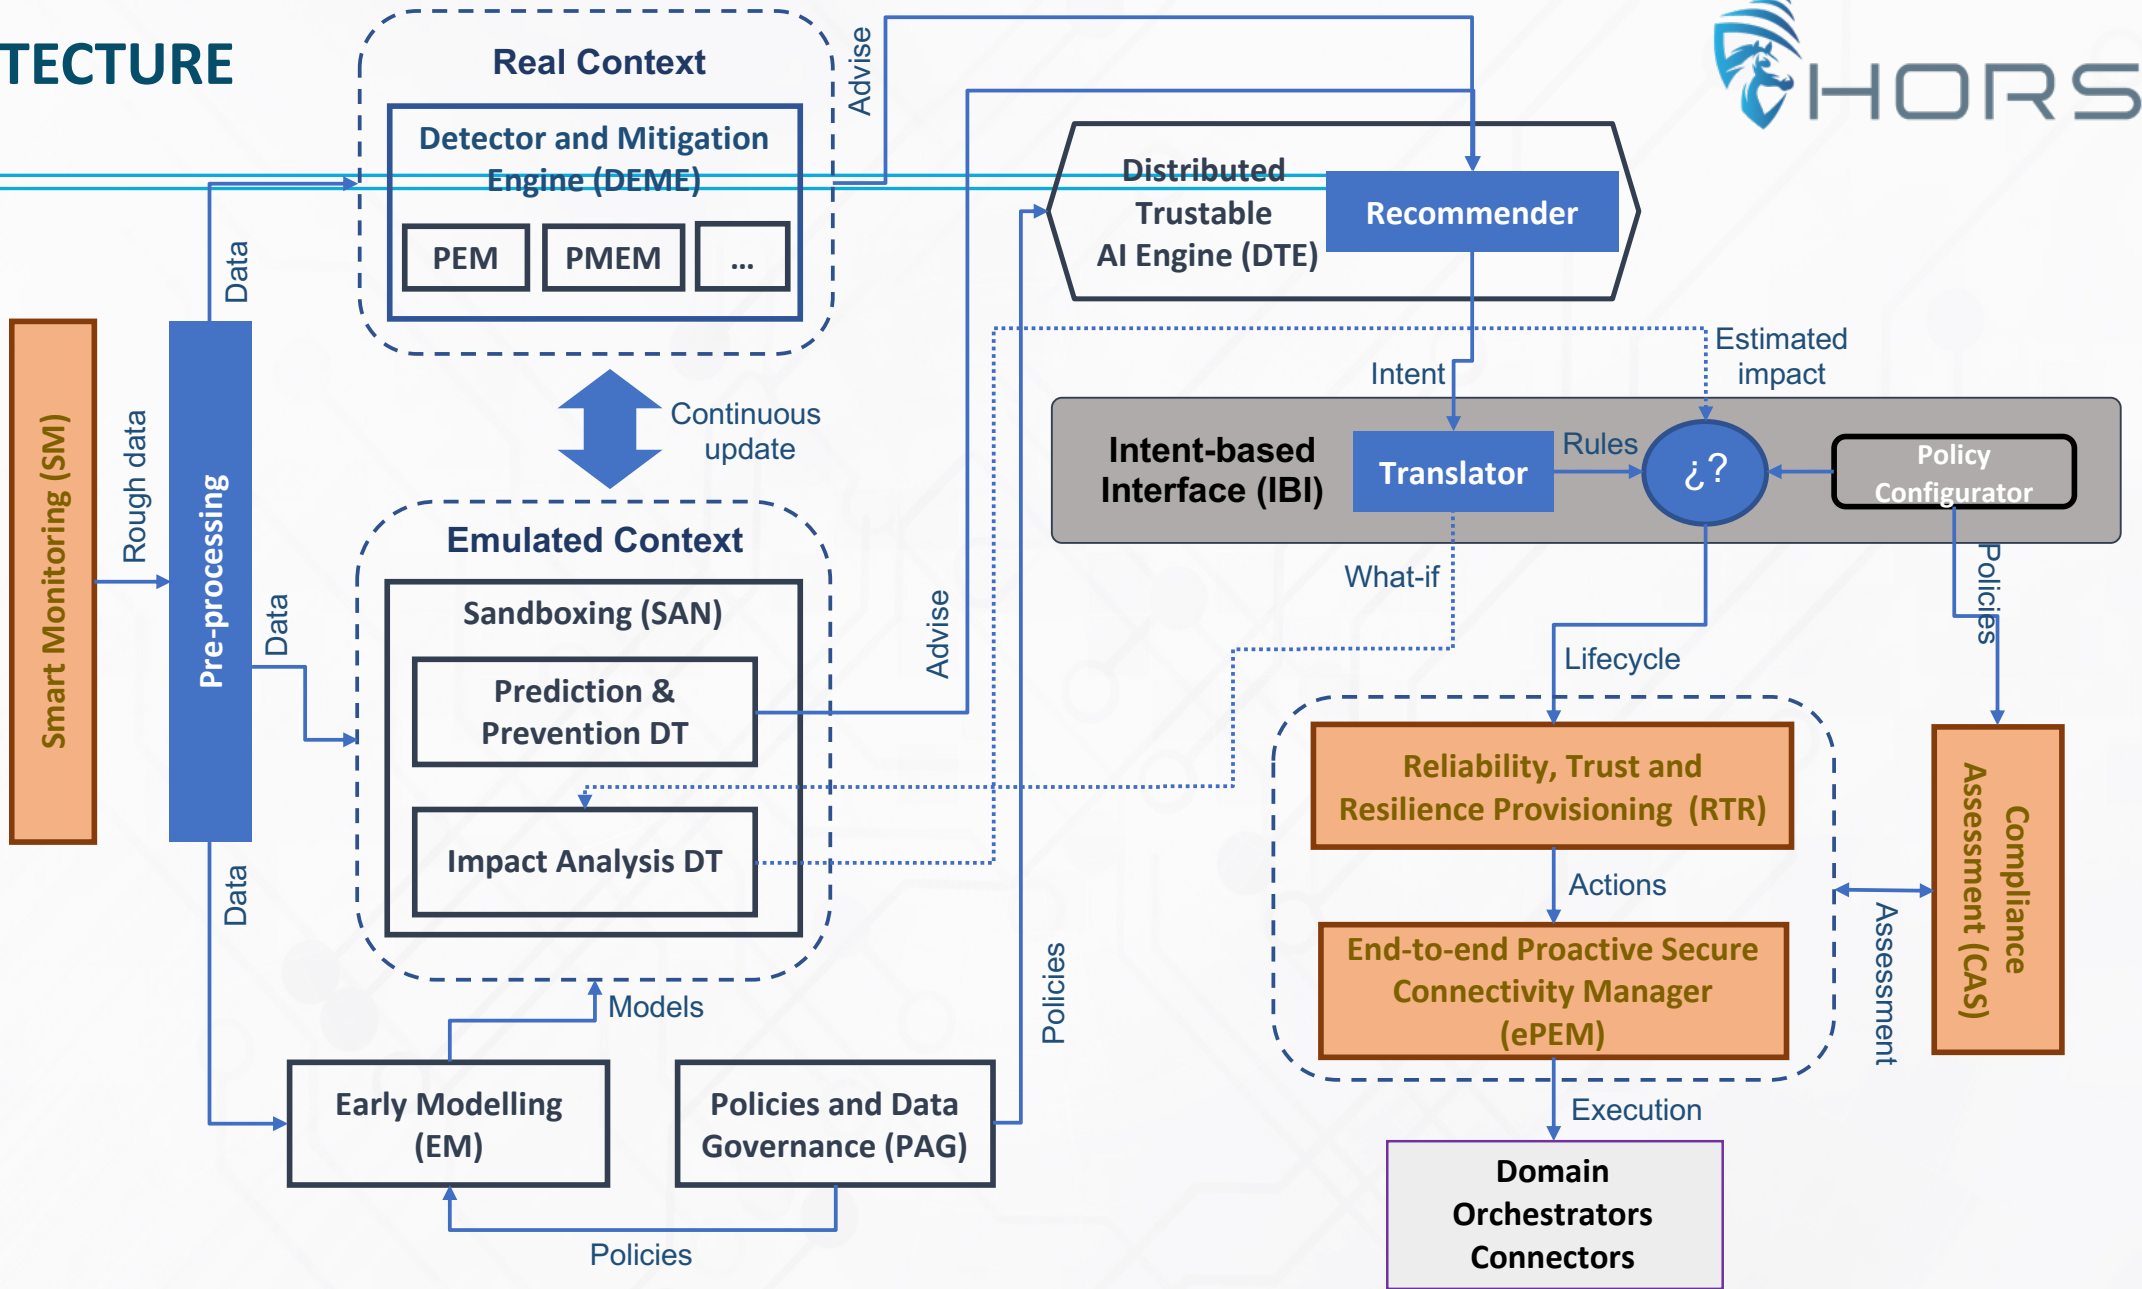 TECTURE
HORS
Real Context
Detector and Mitigation
Engine (DEME)
PEM
PMEM
...
Advise
Distributed
Trustable
AI Engine (DTE)
Recommender
Data
Smart Monitoring (SM)
Rough data
Pre-processing
Continuous
update
Intent
Estimated
impact
Intent-based
Interface (IBI)
Translator
Rules
¿?
Policy
Configurator
Emulated Context
Sandboxing (SAN)
Prediction &
Prevention DT
Impact Analysis DT
Data
Advise
What-if
Policies
Lifecycle
Reliability, Trust and
Resilience Provisioning (RTR)
Actions
End-to-end Proactive Secure
Connectivity Manager
(ePEM)
Assessment
Compliance
Assessment (CAS)
Data
Models
Policies
Early Modelling
(EM)
Policies and Data
Governance (PAG)
Policies
Execution
Domain
Orchestrators
Connectors